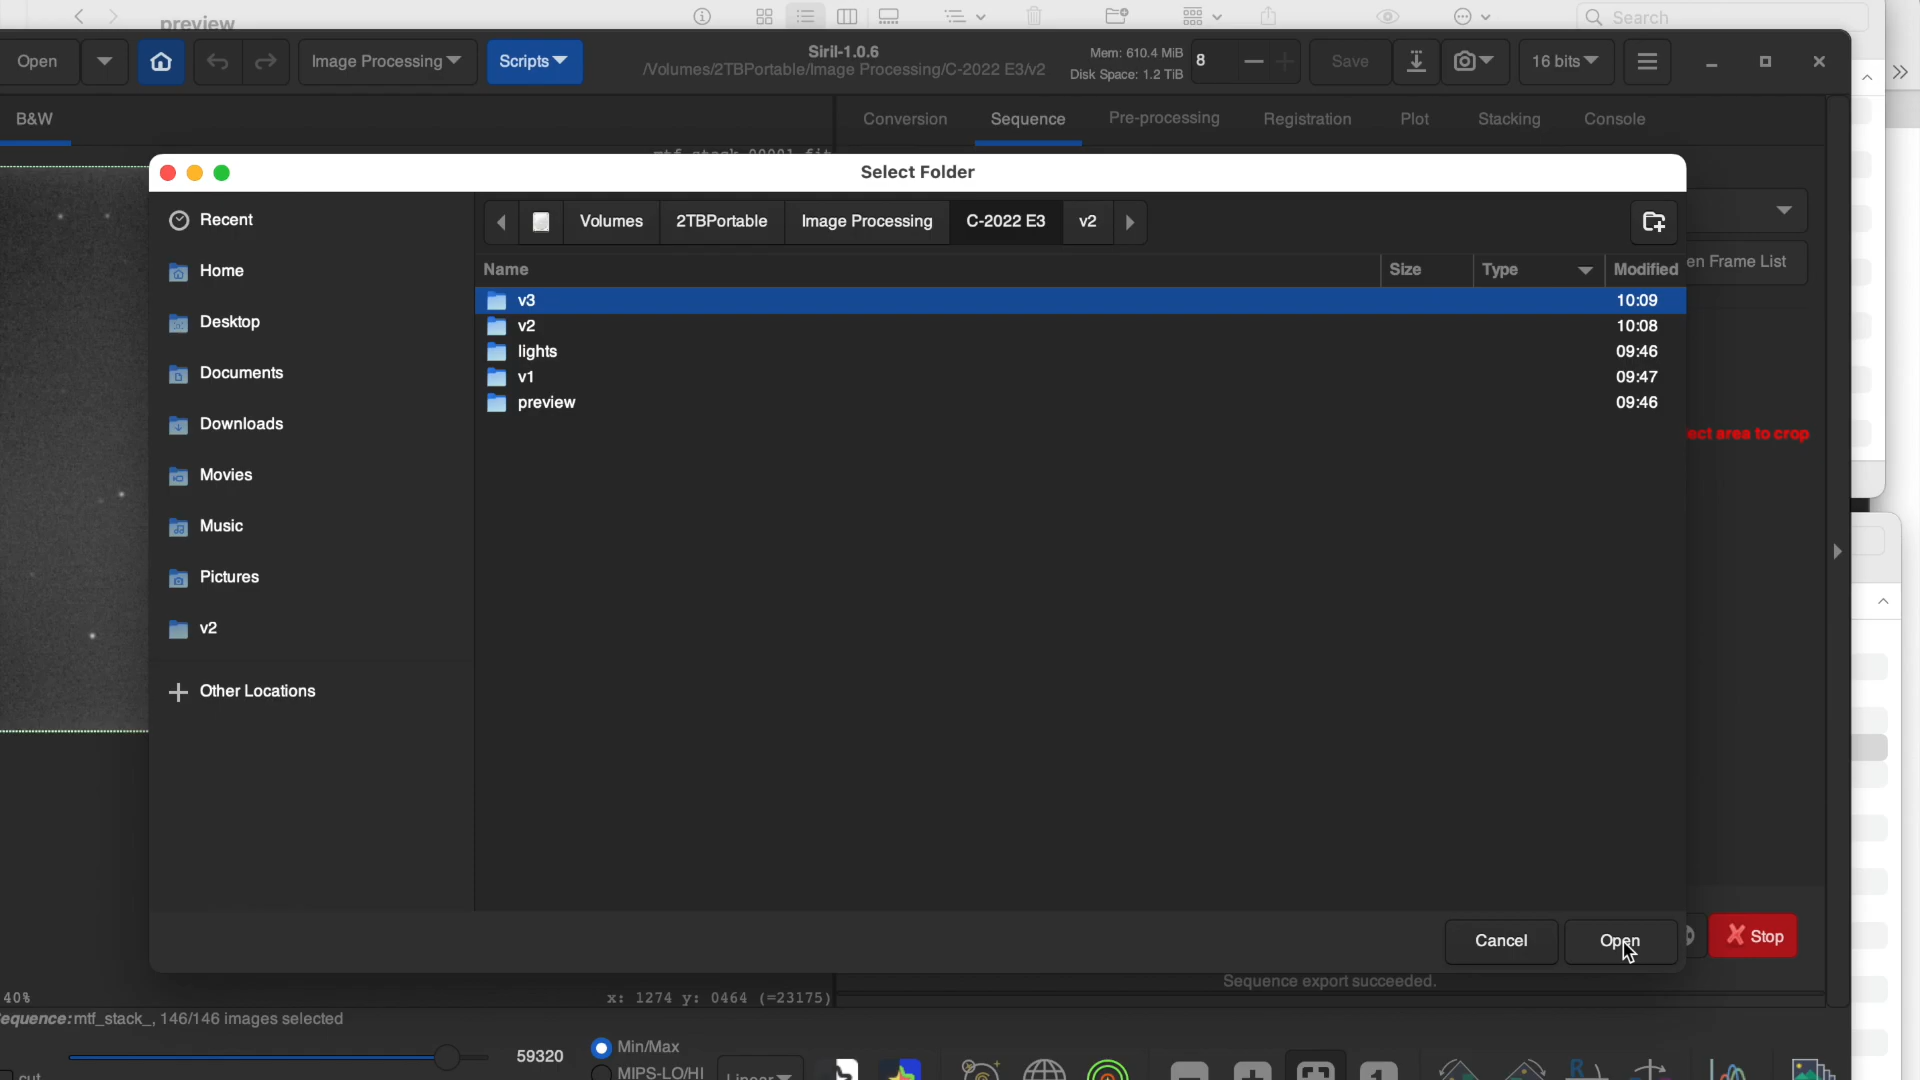 preview
Search
Open
Image Processing
Scripts
Siril-1.0.6
/Volumes/2TBPortable/Image Processing/C-2022 E3/v2
Mem: 610.4 MiB
Disk Space: 1.2 TiB
8
Save
16 bits
B&W
Conversion
Sequence
Pre-processing
Registration
Plot
Stacking
Console
Select Folder
Recent
Home
Desktop
Documents
Downloads
Movies
Music
Pictures
v2
Other Locations
Volumes
2TBPortable
Image Processing
C-2022 E3
v2
Name
Size
Type
Modified
v3 10:09
v2 10:08
lights 09:46
v1 09:47
preview 09:46
en Frame List
ect area to crop
Cancel
Open
Stop
Sequence export succeeded.
40%
x: 1274 y: 0464 (=23175)
equence: mtf_stack_, 146/146 images selected
59320
Min/Max
MIPS-LO/HI
cut
Linear